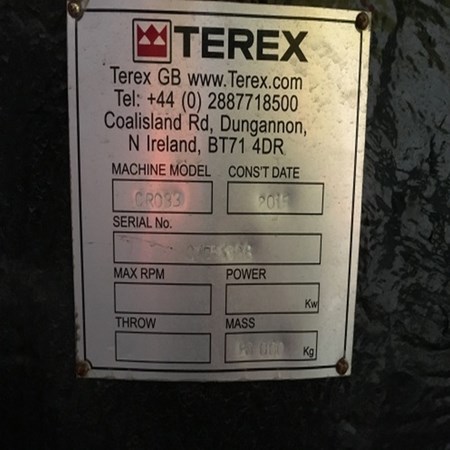 TEREX
Terex GB www.Terex.com
Tel: +44 (0) 2887718500
Coalisland Rd, Dungannon,
N Ireland, BT71 4DR
MACHINE MODEL CONS'T DATE
SERIAL No.
MAX RPM POWER
Kw
THROW MASS
Kg